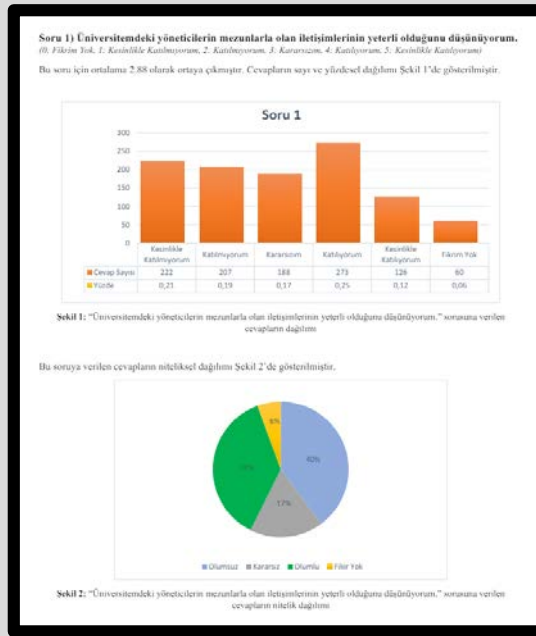 Soru 1) Üniversitemdeki yöneticilerin mezunlarla olan iletişimlerinin yeterli olduğunu düşünüyorum.
(0. Fikrim Yok, 1: Kesinlikle Katılmıyorum, 2. Katılmıyorum, 3. Kararsızım, 4. Katılıyorum, 5: Kesinlikle Katılıyorum)
Bu soru için ortalama 2.88 olarak ortaya çıkmıştır. Cevapların sayı ve yüzdesel dağılımı Şekil 1'de gösterilmiştir.
Soru 1
300
250
200
150
100
50
0
Kesinlikle Katılmıyorum Katılmıyorum Kararsızım Katılıyorum Kesinlikle Katılıyorum Fikrim Yok
Cevap Sayısı 222 207 188 273 126 60
Yüzde 0,21 0,19 0,17 0,25 0,12 0,06
Şekil 1: "Üniversitemdeki yöneticilerin mezunlarla olan iletişimlerinin yeterli olduğunu düşünüyorum." sorusuna verilen
cevapların dağılımı
Bu soruya verilen cevapların niteliksel dağılımı Şekil 2'de gösterilmiştir.
6%
40%
17%
Olumsuz Kararsız Olumlu Fikir Yok
Şekil 2: "Üniversitemdeki yöneticilerin mezunlarla olan iletişimlerinin yeterli olduğunu düşünüyorum." sorusuna verilen
cevapların nitelik dağılımı